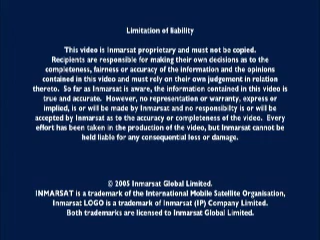 Limitation of liability
This video is Inmarsat proprietary and must not be copied.
Recipients are responsible for making their own decisions as to the
completeness, fairness or accuracy of the information and the opinions
contained in this video and must rely on their own judgement in relation
thereto. So far as Inmarsat is aware, the information contained in this video is
true and accurate. However, no representation or warranty, express or
implied, is or will be made by Inmarsat and no responsibility is or will be
accepted by Inmarsat as to the accuracy or completeness of the video. Every
effort has been taken in the production of the video, but Inmarsat cannot be
held liable for any consequential loss or damage.
© 2005 Inmarsat Global Limited.
INMARSAT is a trademark of the International Mobile Satellite Organisation,
Inmarsat LOGO is a trademark of Inmarsat (IP) Company Limited.
Both trademarks are licensed to Inmarsat Global Limited.